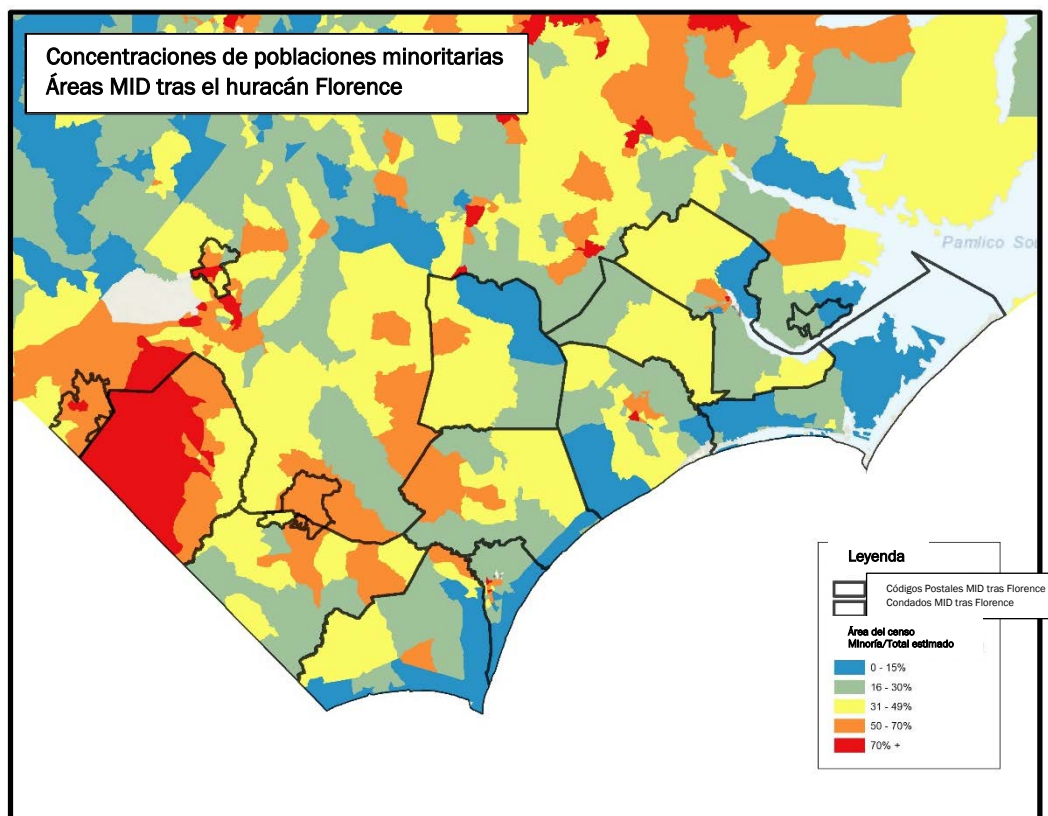 Concentraciones de poblaciones minoritarias
Áreas MID tras el huracán Florence
Pamlico
Leyenda
Códigos Postales MID tras Florence
Condados MID tras Florence
Área del censo
Minoría/Total estimado
0 - 15%
16 - 30%
31 - 49%
50 - 70%
70% +